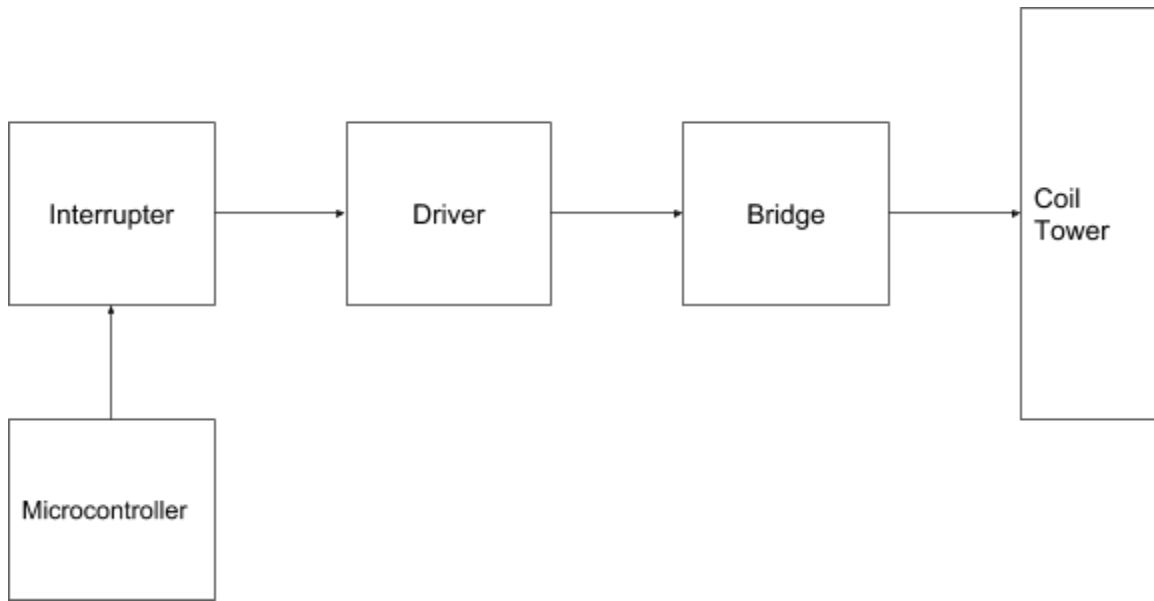 Interrupter
Driver
Bridge
Coil
Tower
Microcontroller